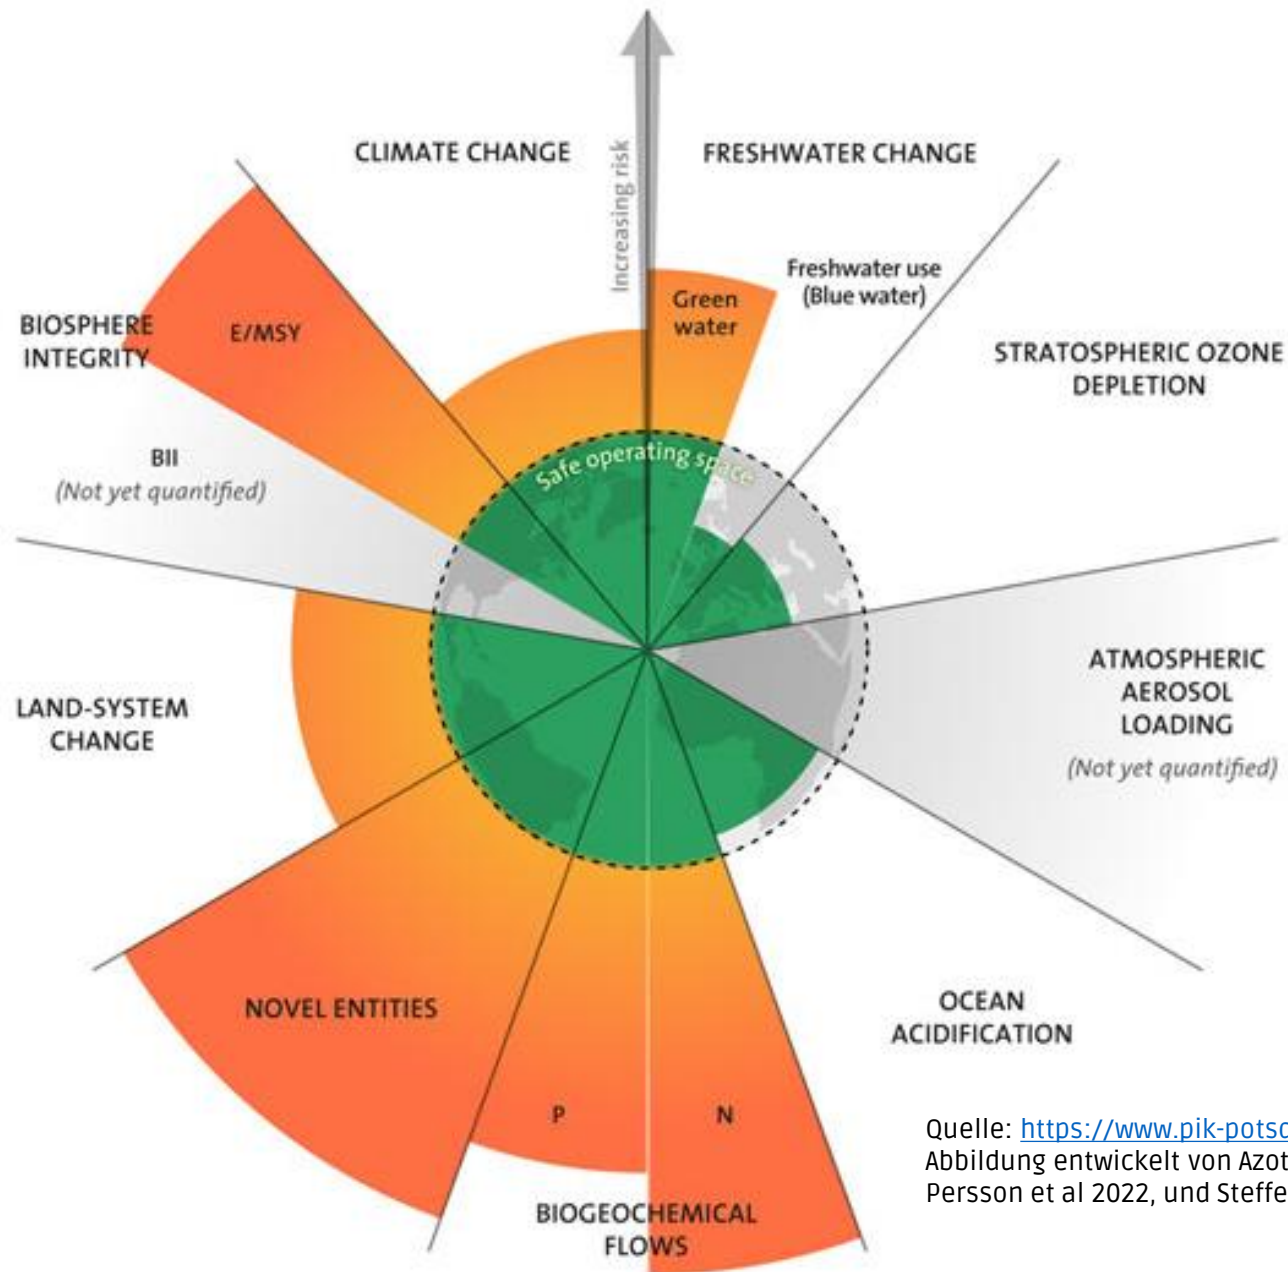 CLIMATE CHANGE
FRESHWATER CHANGE
Increasing risk
Freshwater use
(Blue water)
Green
water
BIOSPHERE
INTEGRITY
E/MSY
STRATOSPHERIC OZONE
DEPLETION
BII
(Not yet quantified)
Safe operating space
ATMOSPHERIC
AEROSOL
LOADING
(Not yet quantified)
LAND-SYSTEM
CHANGE
NOVEL ENTITIES
OCEAN
ACIDIFICATION
P
N
BIOGEOCHEMICAL
FLOWS
Quelle: https://www.pik-potsd
Abbildung entwickelt von Azot
Persson et al 2022, und Steffe